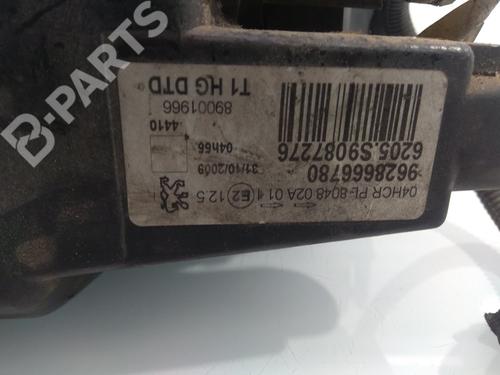 B-PARTS
04HCR PL-8048 02A 01 E2 12.5
9628666780
6205.S9087276
31/10/2009
04h66
4410
89001966
T1 HG DTD